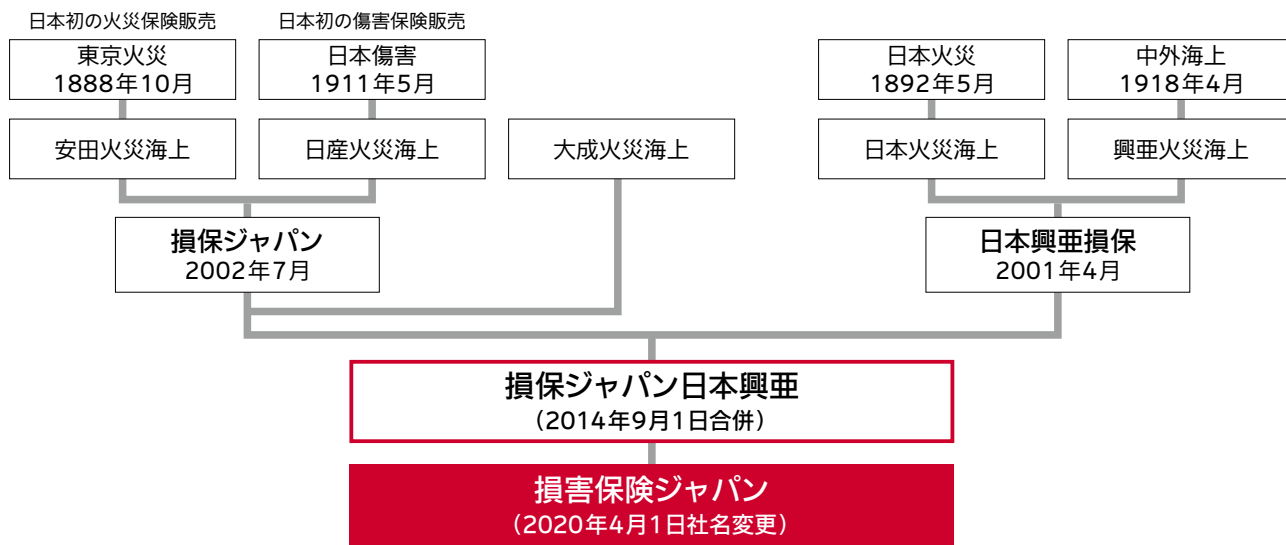 日本初の火災保険販売
日本初の傷害保険販売
東京火災
1888年10月
日本傷害
1911年5月
日本火災
1892年5月
中外海上
1918年4月
安田火災海上
日産火災海上
大成火災海上
日本火災海上
興亜火災海上
損保ジャパン
2002年7月
日本興亜損保
2001年4月
損保ジャパン日本興亜
(2014年9月1日合併)
損害保険ジャパン
(2020年4月1日社名変更)